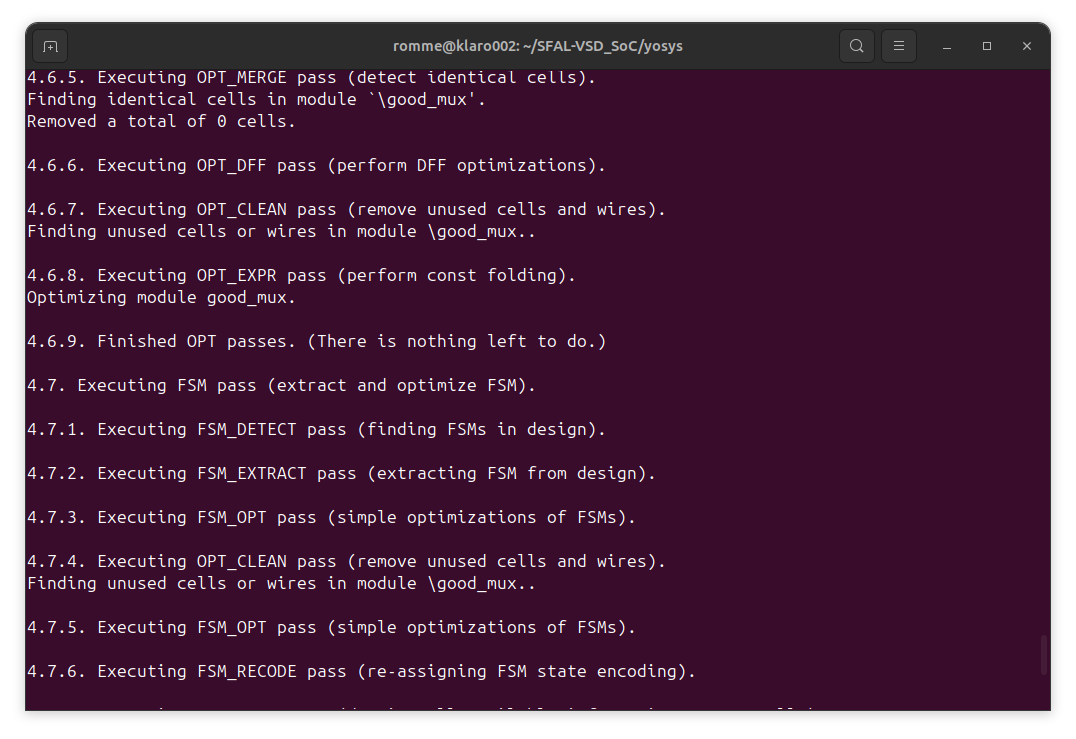 romme@klaro002: ~/SFAL-VSD_SoC/yosys
4.6.5. Executing OPT_MERGE pass (detect identical cells).
Finding identical cells in module `\good_mux'.
Removed a total of 0 cells.
4.6.6. Executing OPT_DFF pass (perform DFF optimizations).
4.6.7. Executing OPT_CLEAN pass (remove unused cells and wires).
Finding unused cells or wires in module \good_mux..
4.6.8. Executing OPT_EXPR pass (perform const folding).
Optimizing module good_mux.
4.6.9. Finished OPT passes. (There is nothing left to do.)
4.7. Executing FSM pass (extract and optimize FSM).
4.7.1. Executing FSM_DETECT pass (finding FSMs in design).
4.7.2. Executing FSM_EXTRACT pass (extracting FSM from design).
4.7.3. Executing FSM_OPT pass (simple optimizations of FSMs).
4.7.4. Executing OPT_CLEAN pass (remove unused cells and wires).
Finding unused cells or wires in module \good_mux..
4.7.5. Executing FSM_OPT pass (simple optimizations of FSMs).
4.7.6. Executing FSM_RECODE pass (re-assigning FSM state encoding).